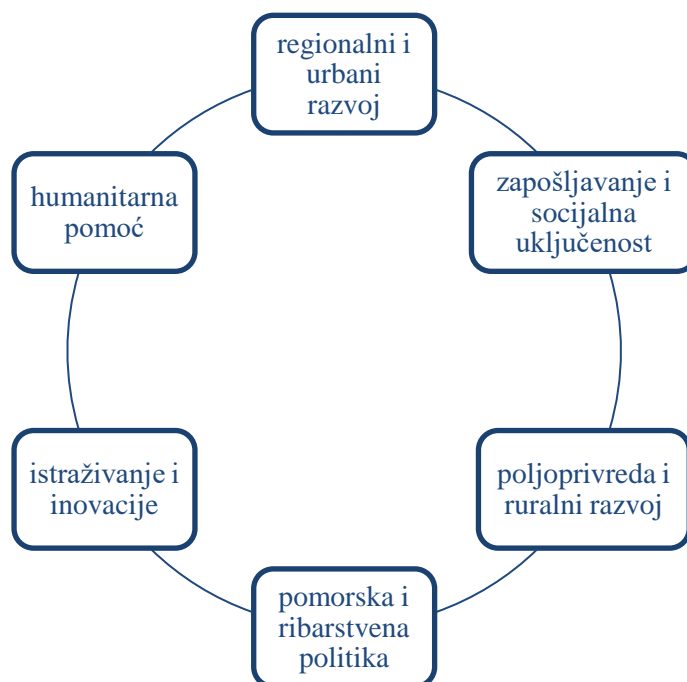 regionalni i
urbani
razvoj
zapošljavanje i
socijalna
uključenost
poljoprivreda i
ruralni razvoj
pomorska i
ribarstvena
politika
istraživanje i
inovacije
humanitarna
pomoć